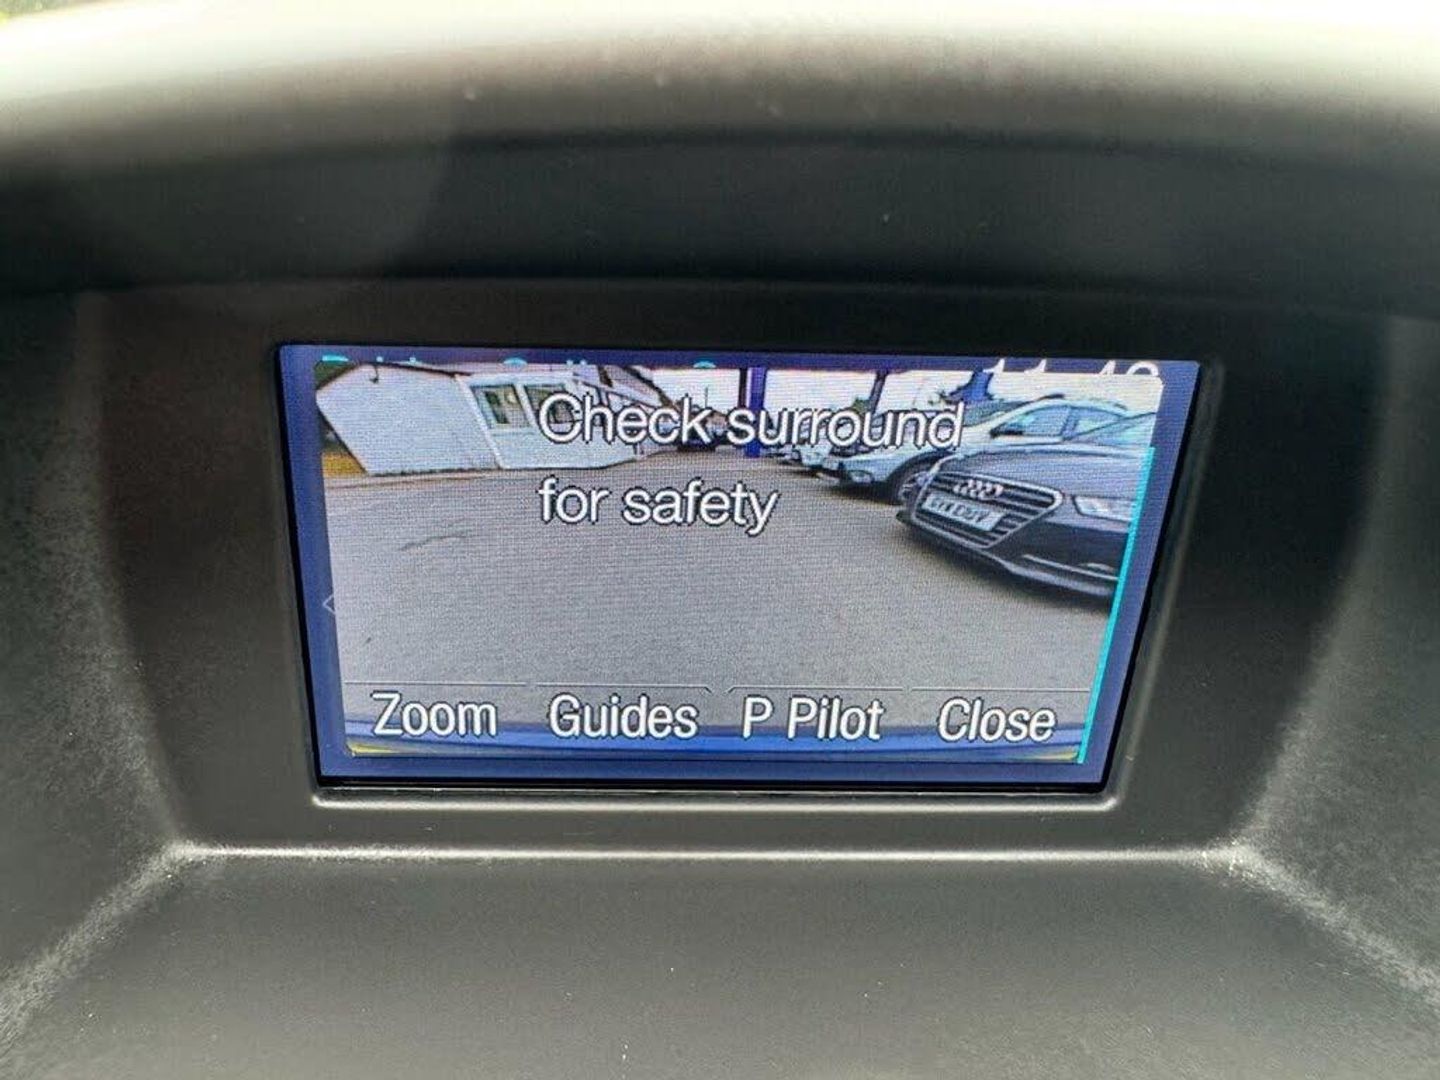 Check surround
for safety
Zoom Guides P Pilot Close